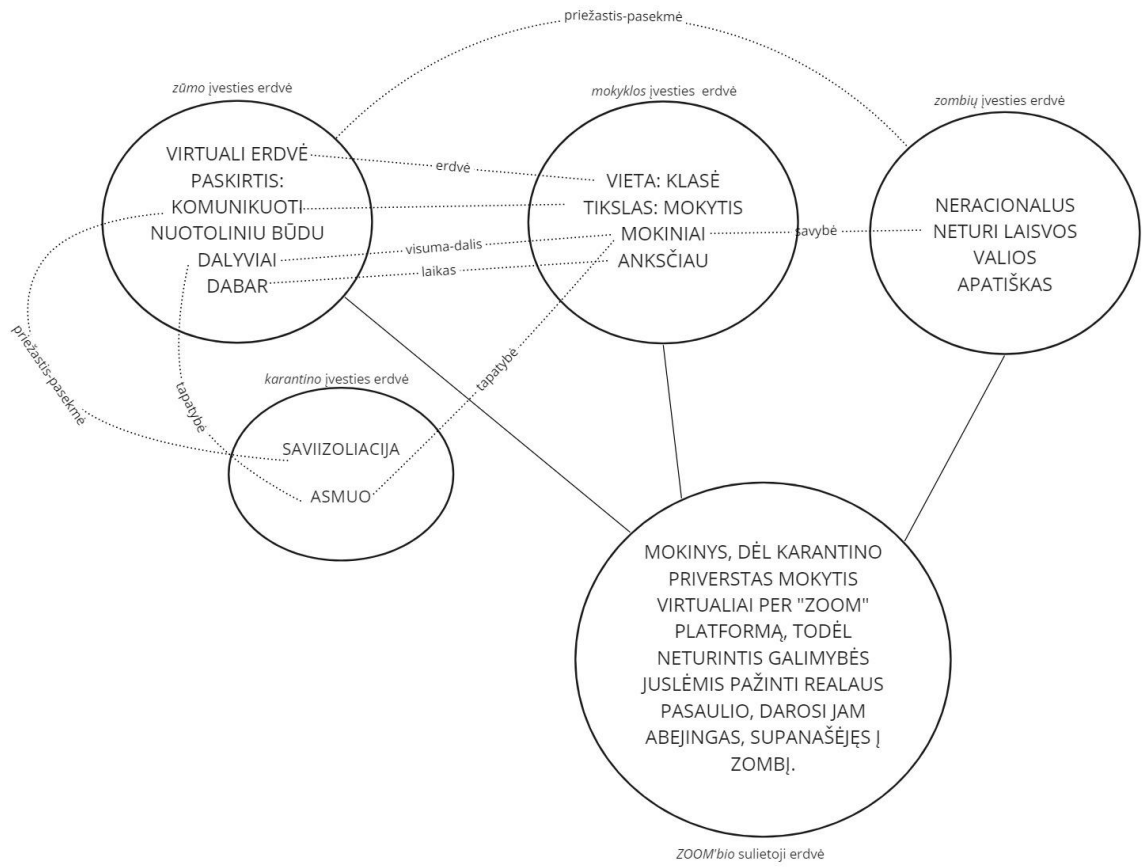 priežastis-pasekmė
zūmo įvesties erdvė
VIRTUALI ERDVĖ
PASKIRTIS:
KOMUNIKUOTI
NUOTOLINIU BŪDU
DALYVIAI
DABAR
erdvė
visuma-dalis
laikas
mokyklos įvesties erdvė
VIETA: KLASĖ
TIKSLAS: MOKYTIS
MOKINIAI
ANKSČIAU
savybė
zombių įvesties erdvė
NERACIONALUS
NETURI LAISVOS
VALIOS
APATIŠKAS
priežastis-pasekmė
tapatybė
tapatybė
karantino įvesties erdvė
SAVIIZOLIACIJA
ASMUO
MOKINYS, DĖL KARANTINO
PRIVERSTAS MOKYTIS
VIRTUALIAI PER "ZOOM"
PLATFORMĄ, TODĖL
NETURINTIS GALIMYBĖS
JUSLĖMIS PAŽINTI REALAUS
PASAULIO, DAROSI JAM
ABEJINGAS, SUPANAŠĖJĘS Į
ZOMBĮ.
ZOOM'bio sulietoji erdvė